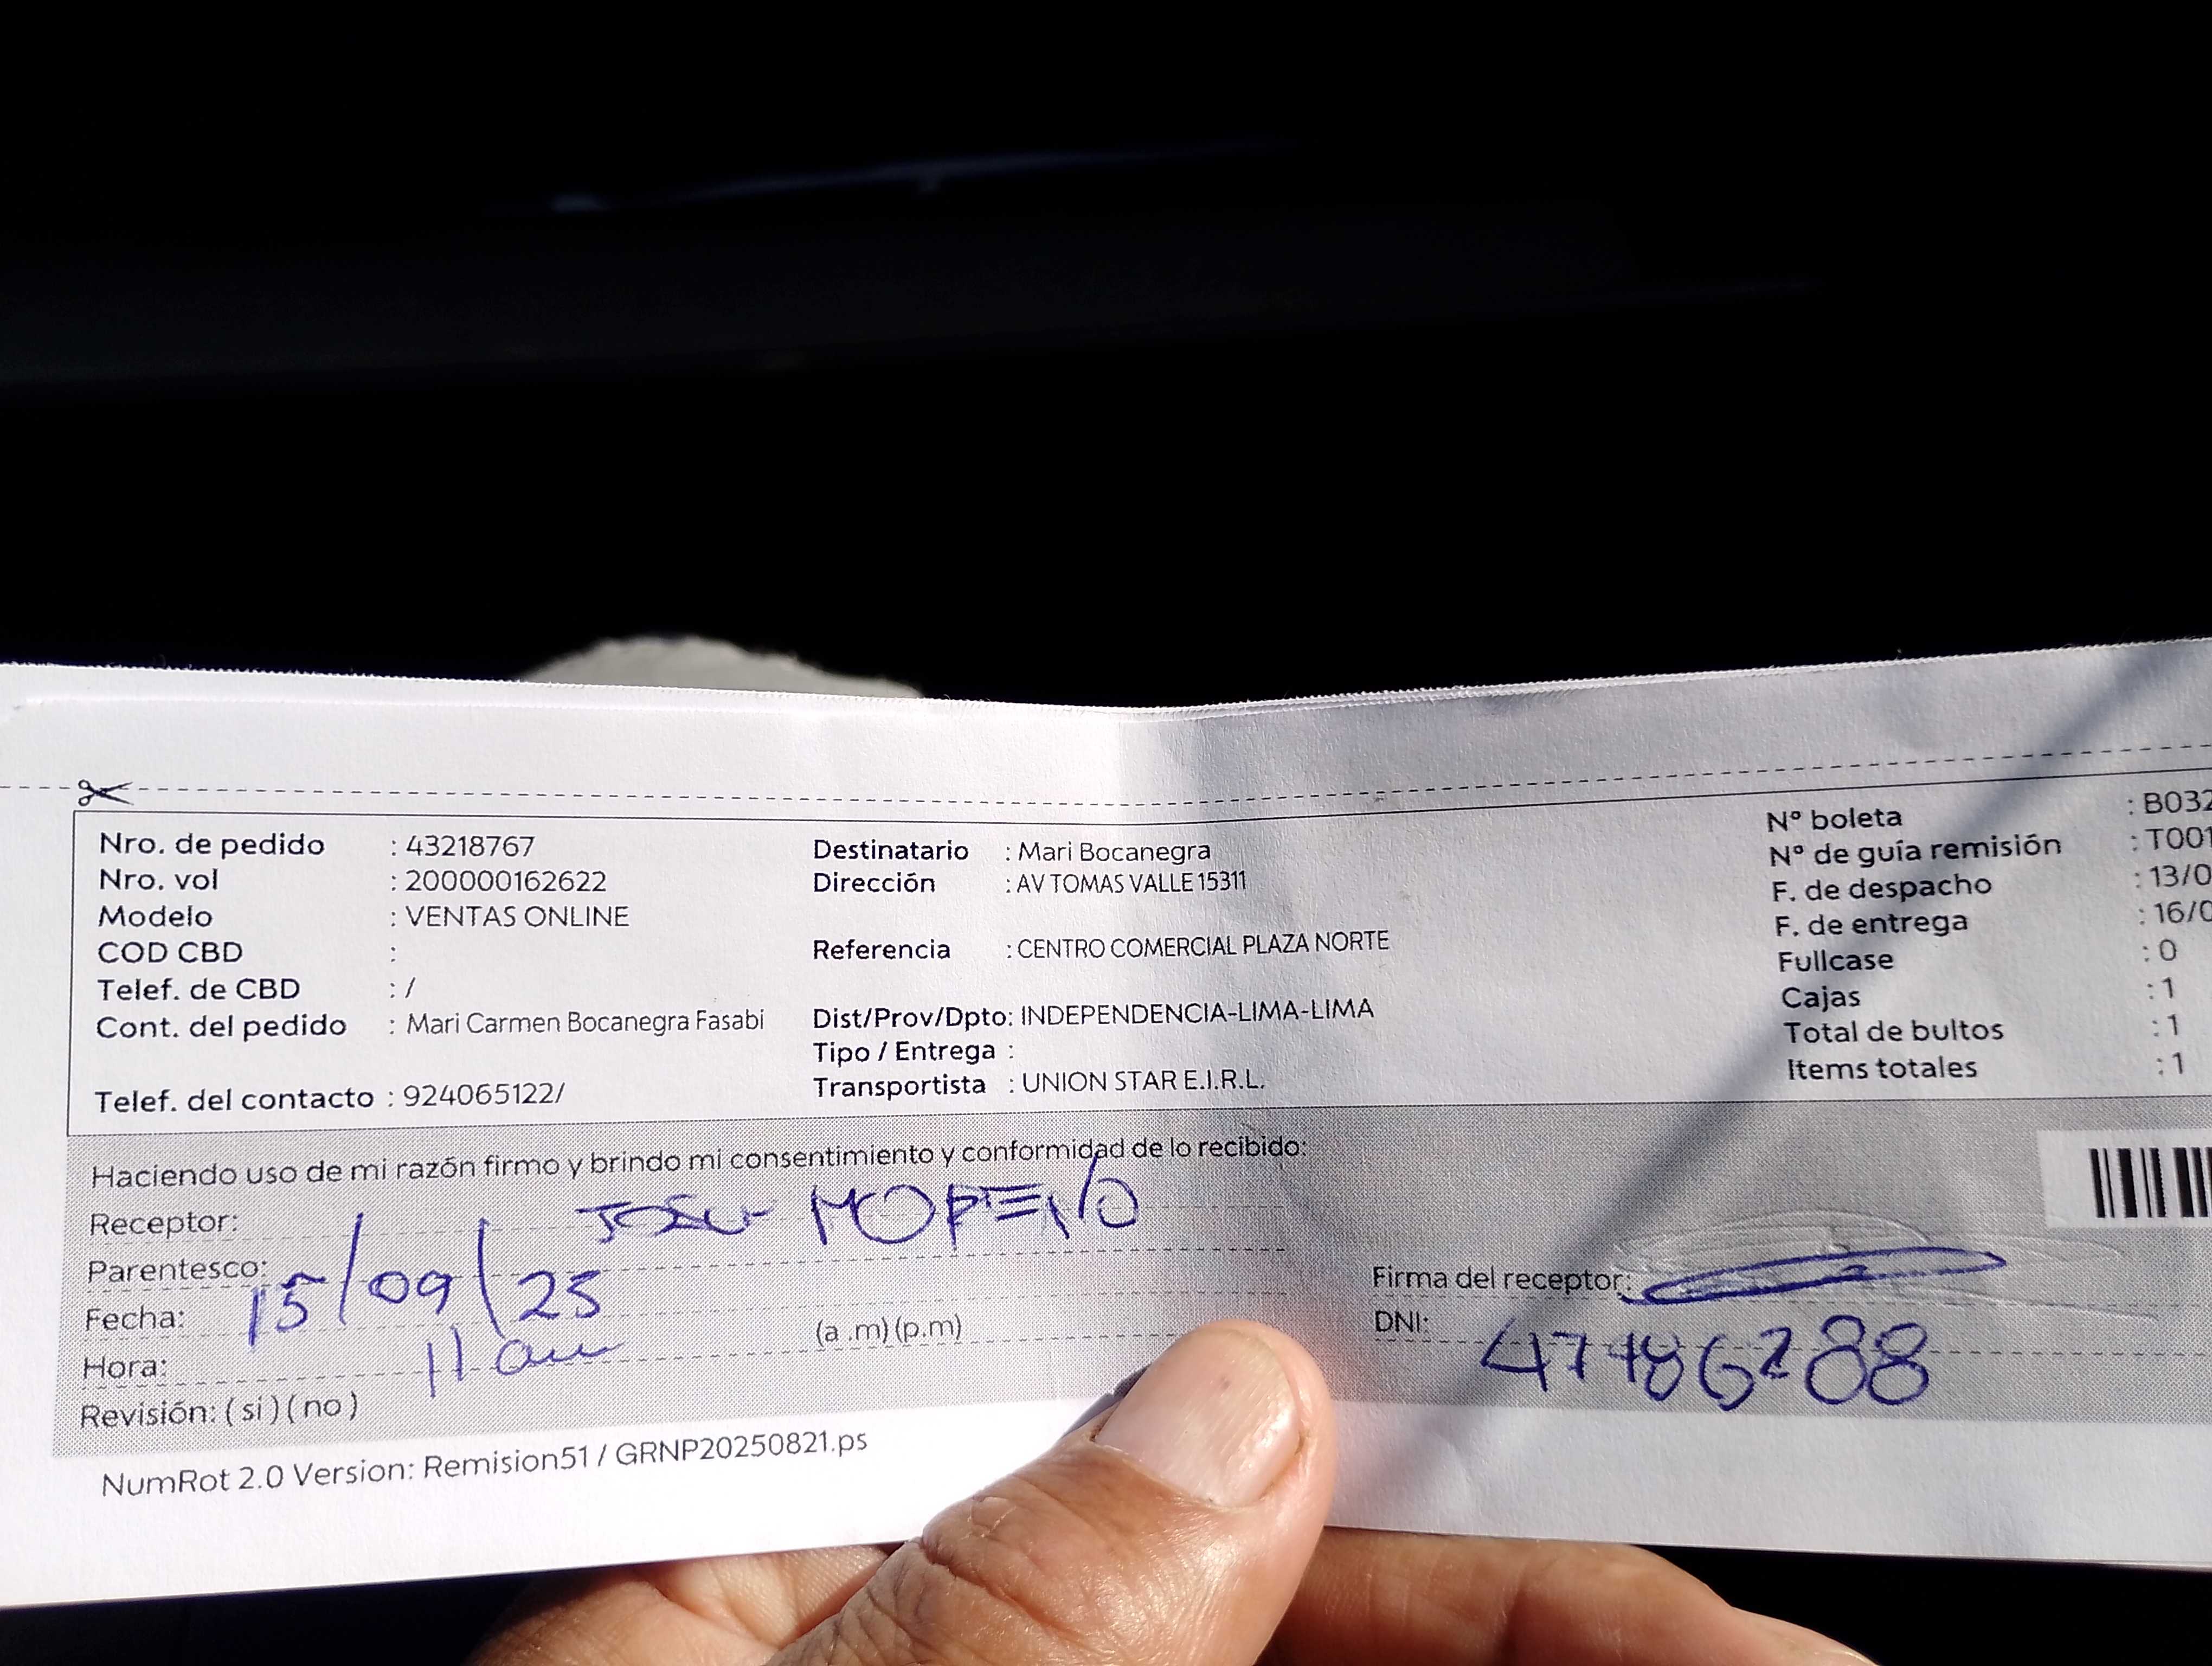 Nro. de pedido : 43218767
Nro. vol : 200000162622
Modelo : VENTAS ONLINE
COD CBD :
Telef. de CBD : /
Cont. del pedido : Mari Carmen Bocanegra Fasabi
Telef. del contacto : 924065122/
Destinatario : Mari Bocanegra
Dirección : AV TOMAS VALLE 15311
Referencia : CENTRO COMERCIAL PLAZA NORTE
Dist/Prov/Dpto: INDEPENDENCIA-LIMA-LIMA
Tipo / Entrega :
Transportista : UNION STAR E.I.R.L.
N° boleta : B032
N° de guía remisión : T001
F. de despacho : 13/0
F. de entrega : 16/0
Fullcase : 0
Cajas : 1
Total de bultos : 1
Items totales : 1
Haciendo uso de mi razón firmo y brindo mi consentimiento y conformidad de lo recibido:
Receptor: MORENO
Parentesco:
Fecha: 15/09/25
Hora: 11 am (a .m) (p.m)
Revisión: ( si ) ( no )
Firma del receptor:
DNI:
NumRot 2.0 Version: Remision51 / GRNP20250821.ps